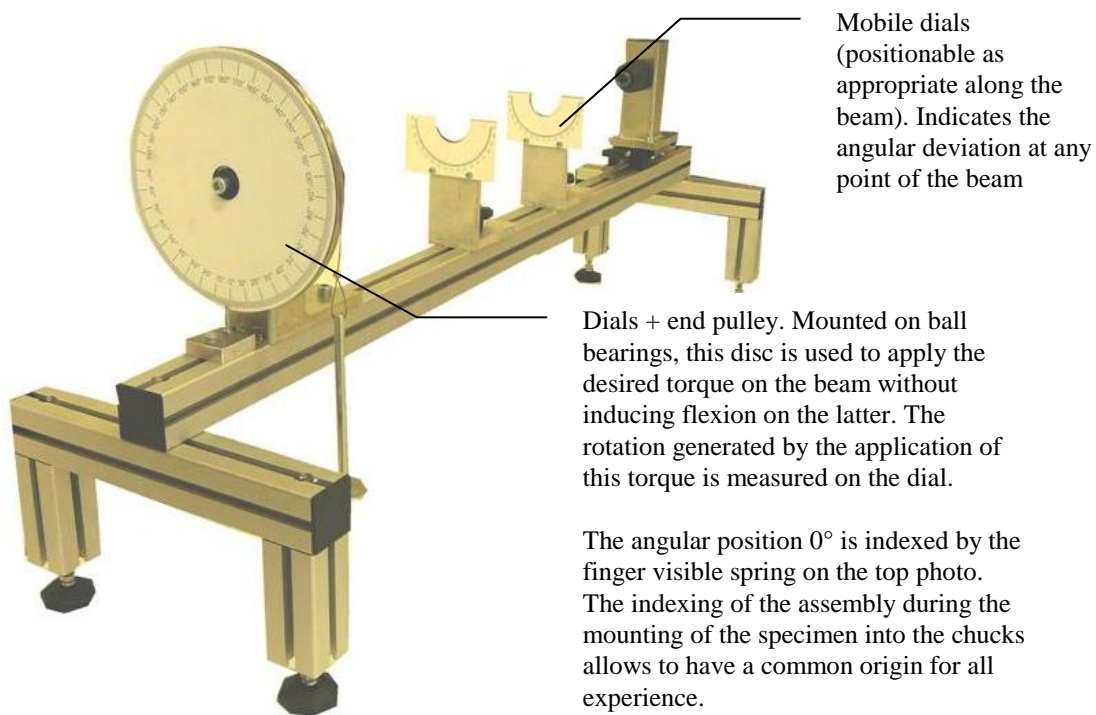 Mobile dials
(positionable as
appropriate along the
beam). Indicates the
angular deviation at any
point of the beam
Dials + end pulley. Mounted on ball
bearings, this disc is used to apply the
desired torque on the beam without
inducing flexion on the latter. The
rotation generated by the application of
this torque is measured on the dial.
The angular position 0° is indexed by the
finger visible spring on the top photo.
The indexing of the assembly during the
mounting of the specimen into the chucks
allows to have a common origin for all
experience.